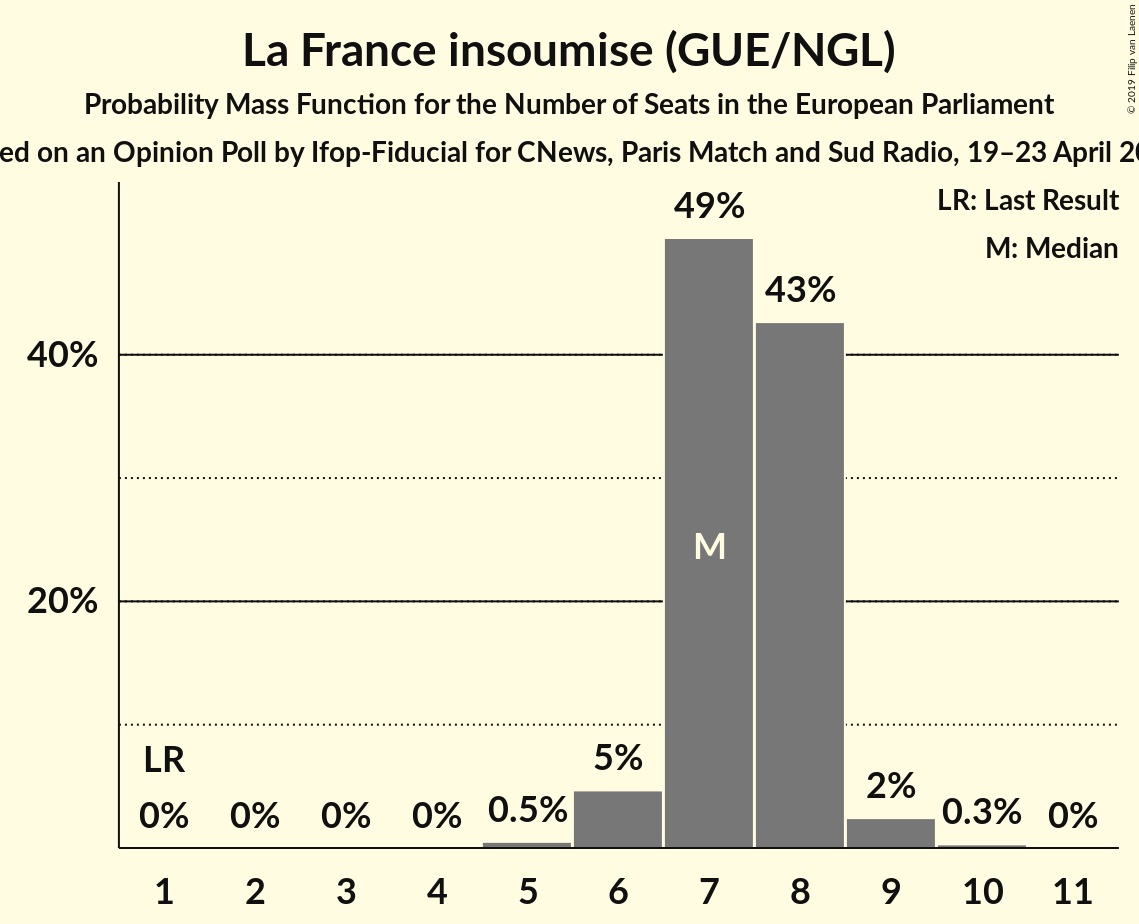 La France insoumise (GUE/NGL)
Probability Mass Function for the Number of Seats in the European Parliament
ed on an Opinion Poll by Ifop-Fiducial for CNews, Paris Match and Sud Radio, 19–23 April 20
© 2019 Filip van Laenen
LR: Last Result
M: Median
49%
43%
40%
M
20%
LR
5%
2%
0% 0% 0% 0% 0.5% 0.3% 0%
1 2 3 4 5 6 7 8 9 10 11